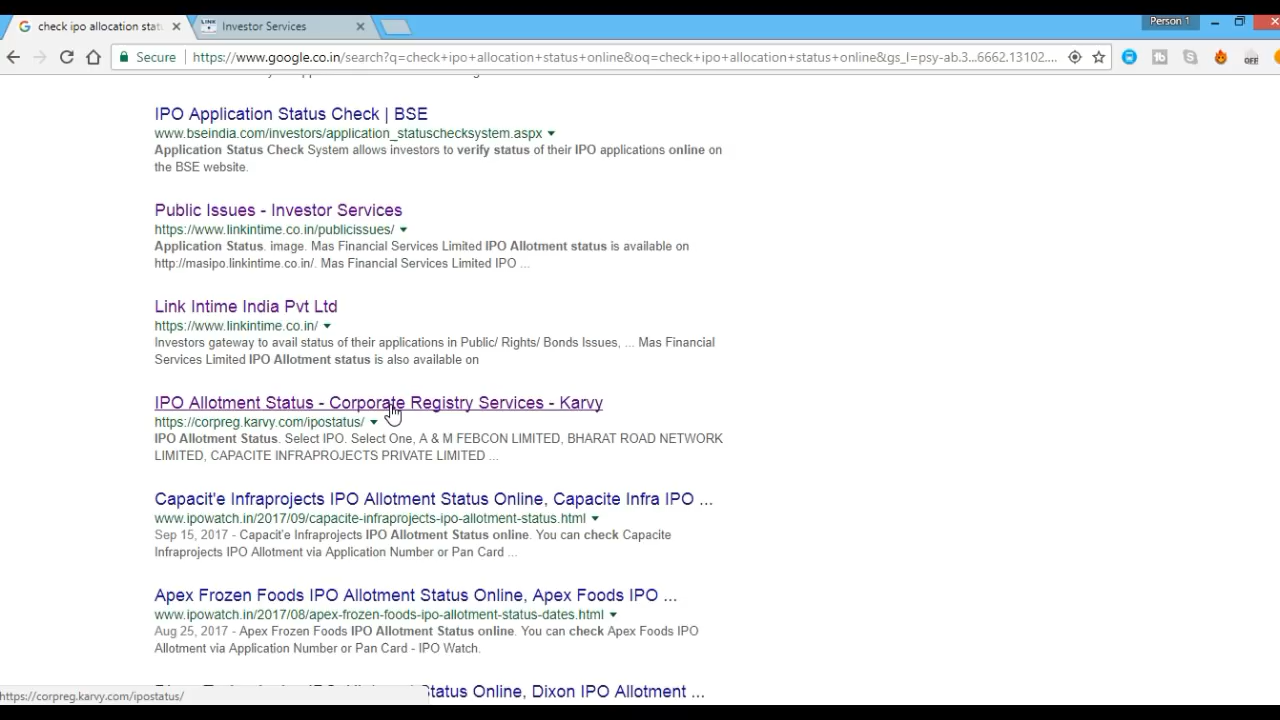 check ipo allocation stat
LINK Investor Services
Person 1
Secure https://www.google.co.in/search?q=check+ipo+allocation+status+online&oq=check+ipo+allocation+status+online&gs_l=psy-ab.3...6662.13102....
OFF
IPO Application Status Check | BSE
www.bseindia.com/investors/application_statuschecksystem.aspx
Application Status Check System allows investors to verify status of their IPO applications online on
the BSE website.
Public Issues - Investor Services
https://www.linkintime.co.in/publicissues/
Application Status. image. Mas Financial Services Limited IPO Allotment status is available on
http://masipo.linkintime.co.in/. Mas Financial Services Limited IPO ...
Link Intime India Pvt Ltd
https://www.linkintime.co.in/
Investors gateway to avail status of their applications in Public/ Rights/ Bonds Issues, ... Mas Financial
Services Limited IPO Allotment status is also available on
IPO Allotment Status - Corporate Registry Services - Karvy
https://corpreg.karvy.com/ipostatus/
IPO Allotment Status. Select IPO. Select One, A & M FEBCON LIMITED, BHARAT ROAD NETWORK
LIMITED, CAPACITE INFRAPROJECTS PRIVATE LIMITED ...
Capacit'e Infraprojects IPO Allotment Status Online, Capacite Infra IPO ...
www.ipowatch.in/2017/09/capacite-infraprojects-ipo-allotment-status.html
Sep 15, 2017 - Capacit'e Infraprojects IPO Allotment Status online. You can check Capacite
Infraprojects IPO Allotment via Application Number or Pan Card ...
Apex Frozen Foods IPO Allotment Status Online, Apex Foods IPO ...
www.ipowatch.in/2017/08/apex-frozen-foods-ipo-allotment-status-dates.html
Aug 25, 2017 - Apex Frozen Foods IPO Allotment Status online. You can check Apex Foods IPO
Allotment via Application Number or Pan Card - IPO Watch.
Status Online, Dixon IPO Allotment ...
https://corpreg.karvy.com/ipostatus/